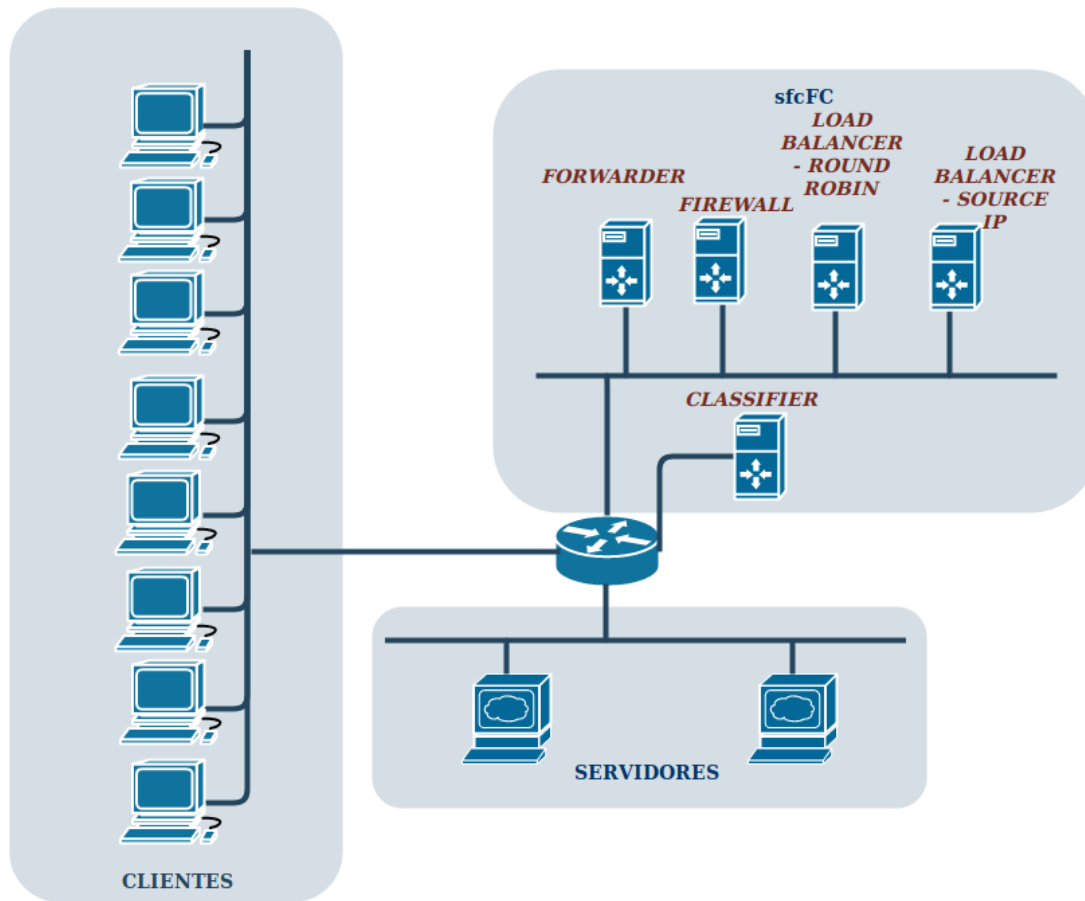 sfcFC
FORWARDER
FIREWALL
LOAD
BALANCER
- ROUND
ROBIN
LOAD
BALANCER
- SOURCE
IP
CLASSIFIER
SERVIDORES
CLIENTES